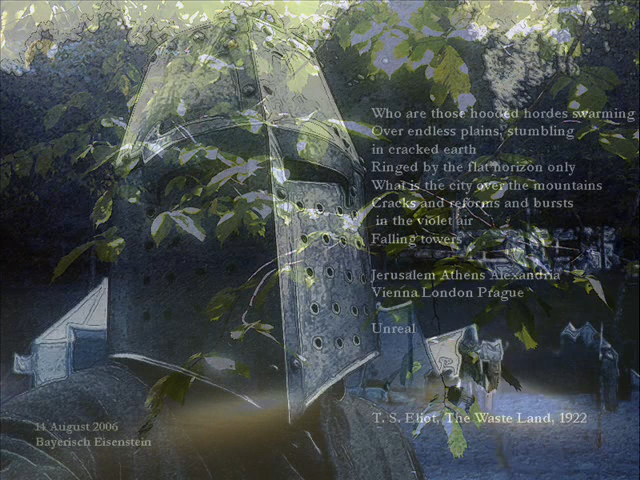 Who are those hooded hordes swarming
Over endless plains, stumbling
in cracked earth
Ringed by the flat horizon only
What is the city over the mountains
Cracks and reforms and bursts
in the violet air
Falling towers
Jerusalem Athens Alexandria
Vienna London Prague
Unreal
T. S. Eliot, The Waste Land, 1922
14 August 2006
Bayerisch Eisenstein